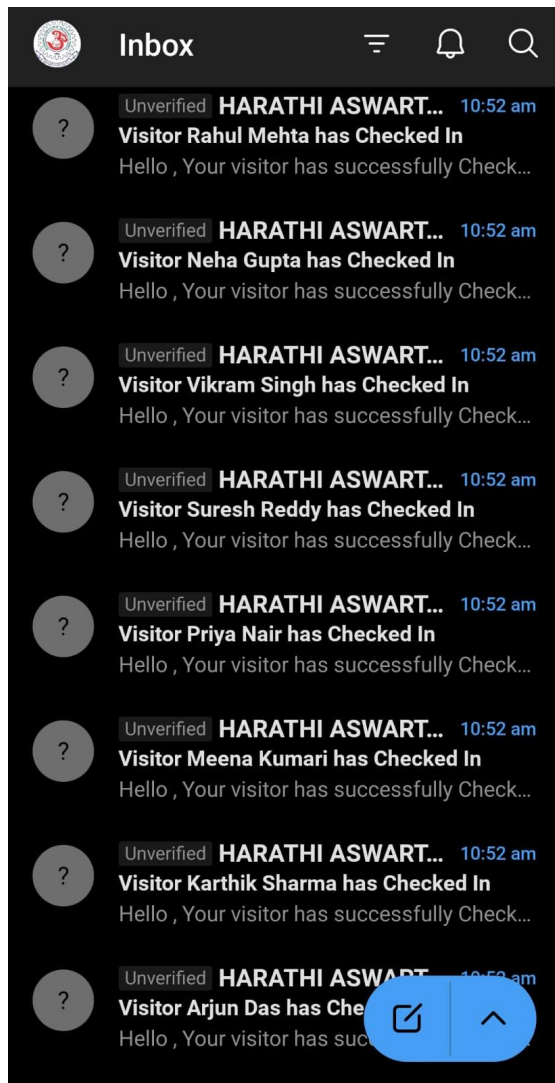 Inbox
Unverified HARATHI ASWART... 10:52 am
Visitor Rahul Mehta has Checked In
Hello , Your visitor has successfully Check...
?
Unverified HARATHI ASWART... 10:52 am
Visitor Neha Gupta has Checked In
Hello , Your visitor has successfully Check...
?
Unverified HARATHI ASWART... 10:52 am
Visitor Vikram Singh has Checked In
Hello , Your visitor has successfully Check...
?
Unverified HARATHI ASWART... 10:52 am
Visitor Suresh Reddy has Checked In
Hello , Your visitor has successfully Check...
?
Unverified HARATHI ASWART... 10:52 am
Visitor Priya Nair has Checked In
Hello , Your visitor has successfully Check...
?
Unverified HARATHI ASWART... 10:52 am
Visitor Meena Kumari has Checked In
Hello , Your visitor has successfully Check...
?
Unverified HARATHI ASWART... 10:52 am
Visitor Karthik Sharma has Checked In
Hello , Your visitor has successfully Check...
?
Unverified HARATHI am
Visitor Arjun Das has
Hello , Your visitor has
?